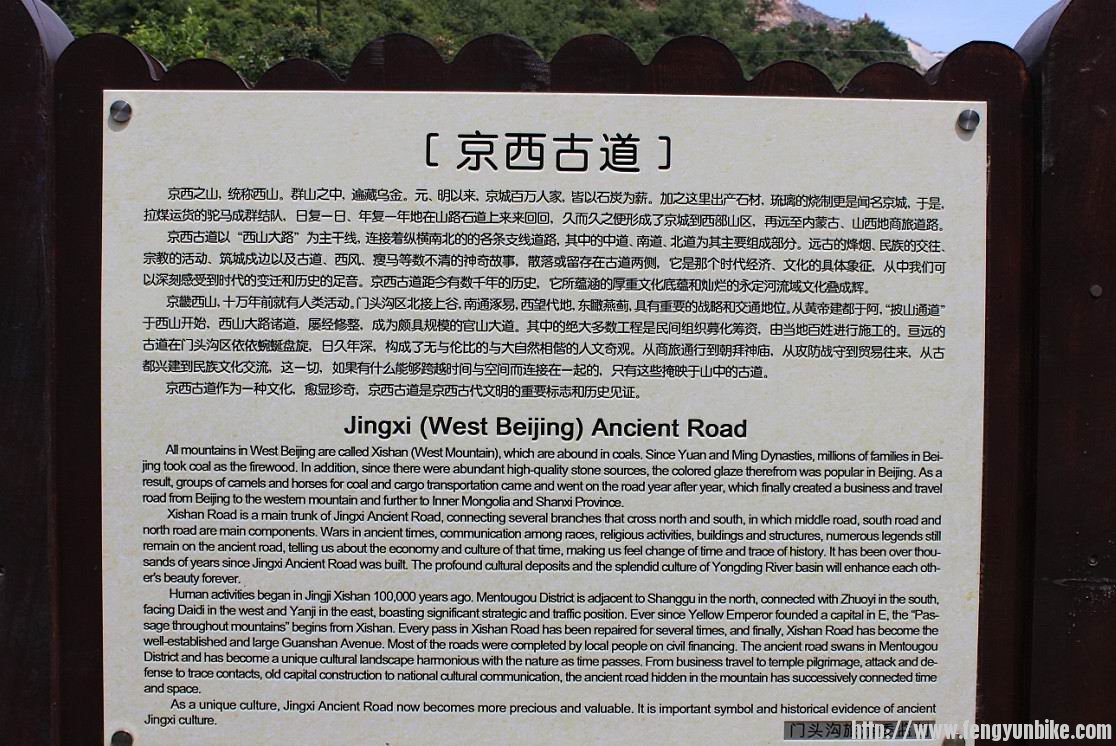 [京西古道]
京西之山，统称西山。群山之中，遍藏乌金。元、明以来，京城百万人家，皆以石炭为薪。加之这里出产石材，琉璃的烧制更是闻名京城，于是，
拉煤运货的驼马成群结队，日复一日、年复一年地在山路石道上来来回回，久而久之便形成了京城到西部山区，再远至内蒙古、山西地商旅道路。
京西古道以“西山大路”为主干线，连接着纵横南北的的各条支线道路，其中的中道、南道、北道为其主要组成部分。远古的烽烟、民族的交往、
宗教的活动、筑城戍边以及古道、西风、瘦马等数不清的神奇故事，散落或留存在古道两侧，它是那个时代经济、文化的具体象征，从中我们可
以深刻感受到时代的变迁和历史的足音。京西古道距今有数千年的历史，它所蕴涵的厚重文化底蕴和灿烂的永定河流域文化叠成辉。
京畿西山，十万年前就有人类活动。门头沟区北接上谷，南通涿易，西望代地，东瞰燕蓟，具有重要的战略和交通地位。从黄帝建都于阿，“披山通道”
于西山开始，西山大路诸道，屡经修整，成为颇具规模的官山大道。其中的绝大多数工程是民间组织募化筹资，由当地百姓进行施工的。亘远的
古道在门头沟区依依蜿蜒盘旋，日久年深，构成了无与伦比的与大自然相偕的人文奇观。从商旅通行到朝拜神庙，从攻防战守到贸易往来，从古
都兴建到民族文化交流，这一切，如果有什么能够跨越时间与空间而连接在一起的，只有这些掩映于山中的古道。
京西古道作为一种文化，愈显珍奇，京西古道是京西古代文明的重要标志和历史见证。
Jingxi (West Beijing) Ancient Road
All mountains in West Beijing are called Xishan (West Mountain), which are abound in coals. Since Yuan and Ming Dynasties, millions of families in Bei-
jing took coal as the firewood. In addition, since there were abundant high-quality stone sources, the colored glaze therefrom was popular in Beijing. As a
result, groups of camels and horses for coal and cargo transportation came and went on the road year after year, which finally created a business and travel
road from Beijing to the western mountain and further to Inner Mongolia and Shanxi Province.
Xishan Road is a main trunk of Jingxi Ancient Road, connecting several branches that cross north and south, in which middle road, south road and
north road are main components. Wars in ancient times, communication among races, religious activities, buildings and structures, numerous legends still
remain on the ancient road, telling us about the economy and culture of that time, making us feel change of time and trace of history. It has been over thou-
sands of years since Jingxi Ancient Road was built. The profound cultural deposits and the splendid culture of Yongding River basin will enhance each oth-
er's beauty forever.
Human activities began in Jingji Xishan 100,000 years ago. Mentougou District is adjacent to Shanggu in the north, connected with Zhuoyi in the south,
facing Daidi in the west and Yanji in the east, boasting significant strategic and traffic position. Ever since Yellow Emperor founded a capital in E, the "Pas-
sage throughout mountains" begins from Xishan. Every pass in Xishan Road has been repaired for several times, and finally, Xishan Road has become the
well-established and large Guanshan Avenue. Most of the roads were completed by local people on civil financing. The ancient road swans in Mentougou
District and has become a unique cultural landscape harmonious with the nature as time passes. From business travel to temple pilgrimage, attack and de-
fense to trace contacts, old capital construction to national cultural communication, the ancient road hidden in the mountain has successively connected time
and space.
As a unique culture, Jingxi Ancient Road now becomes more precious and valuable. It is important symbol and historical evidence of ancient
Jingxi culture.
门头沟旅
http://www.fengyunbike.com